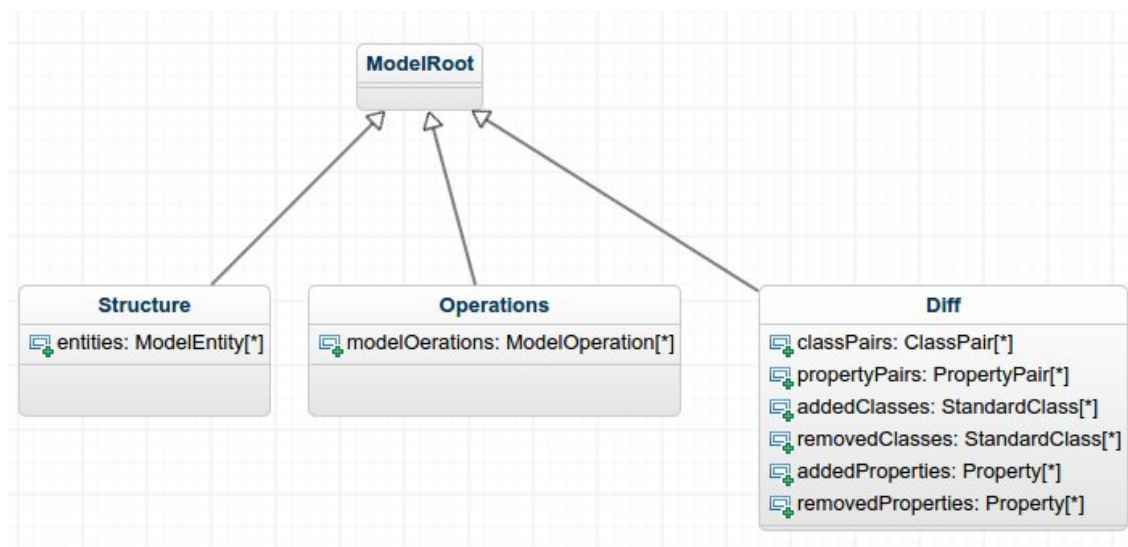 ModelRoot
Structure
entities: ModelEntity[*]
Operations
modelOerations: ModelOperation[*]
Diff
classPairs: ClassPair[*]
propertyPairs: PropertyPair[*]
addedClasses: StandardClass[*]
removedClasses: StandardClass[*]
addedProperties: Property[*]
removedProperties: Property[*]